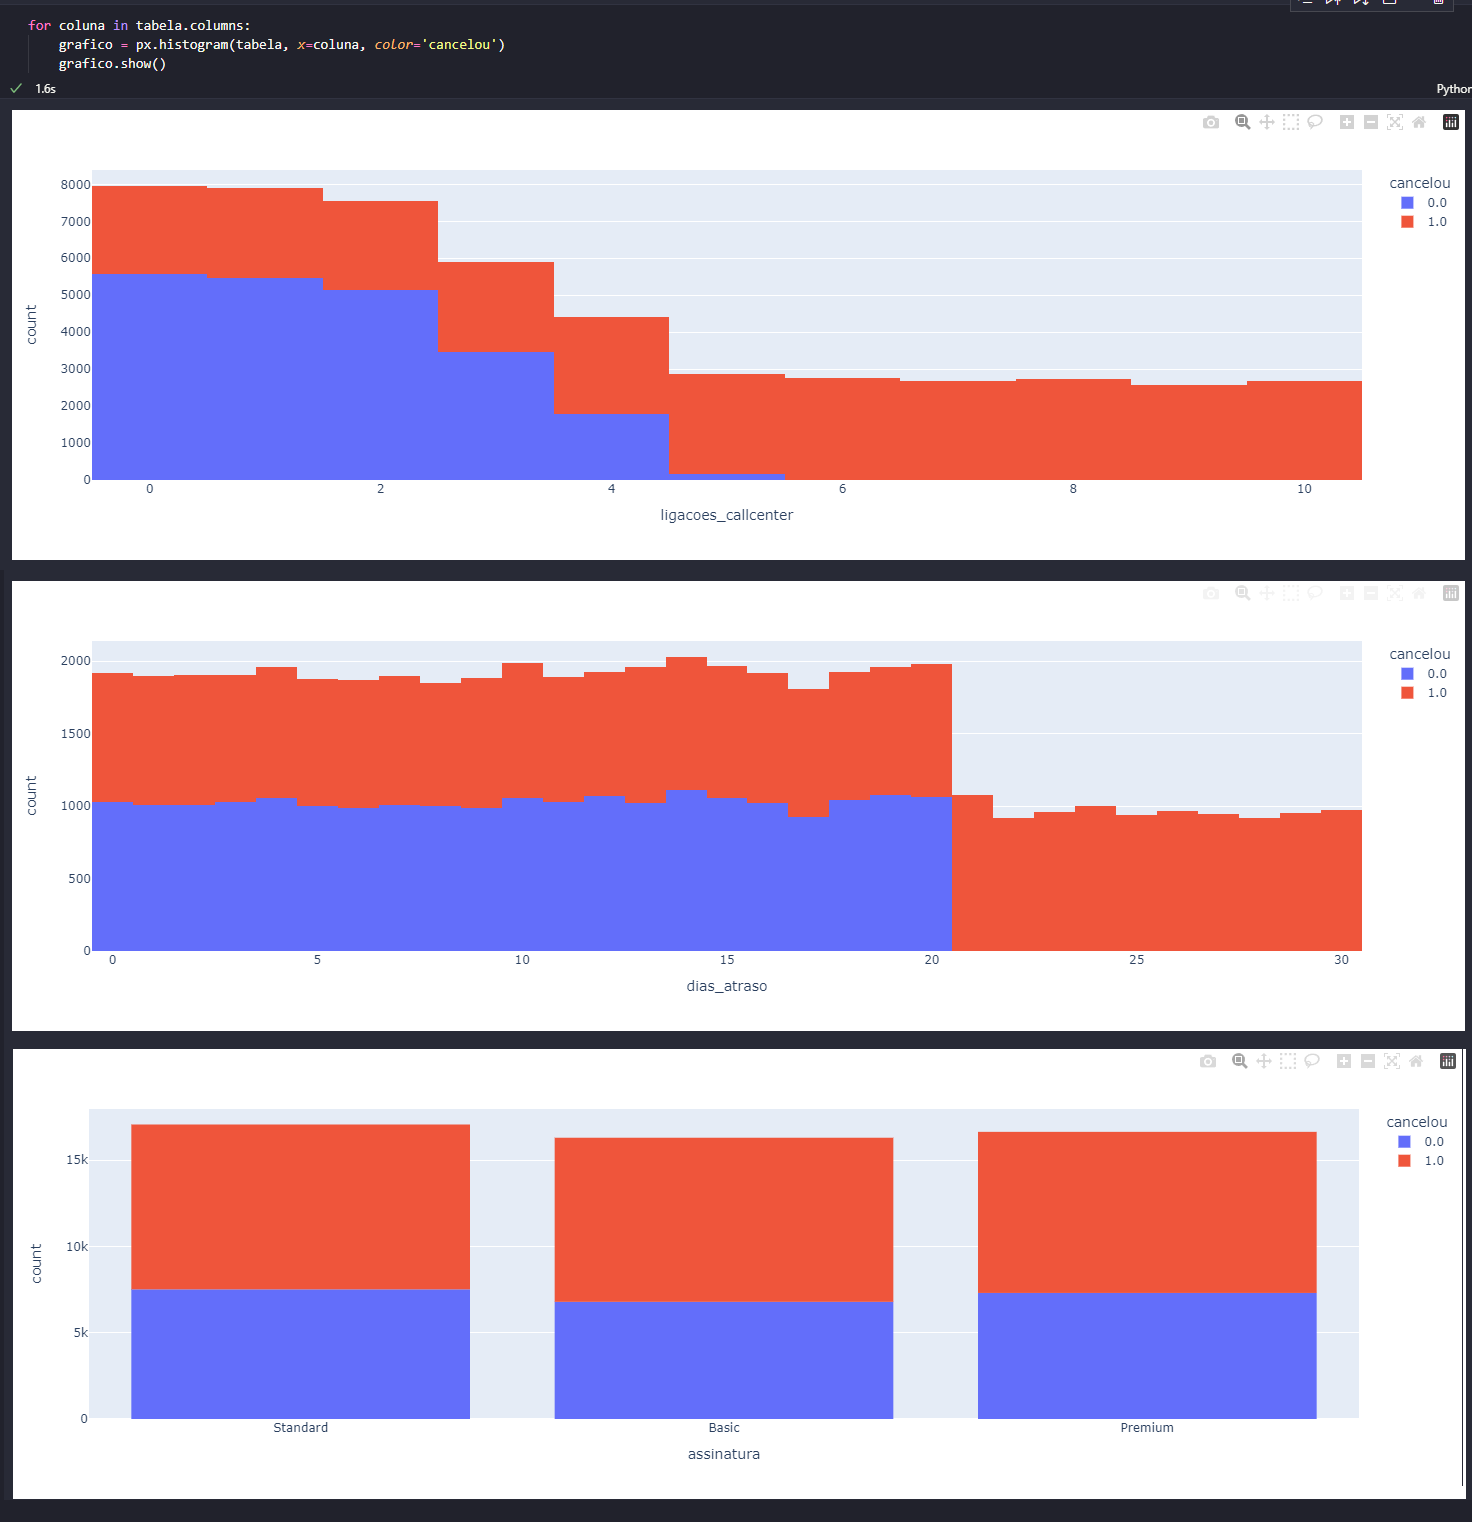 for coluna in tabela.columns:
    grafico = px.histogram(tabela, x=coluna, color='cancelou')
    grafico.show()
1.6s
Python
cancelou
0.0
1.0
8000
7000
6000
5000
4000
3000
2000
1000
0
count
0 2 4 6 8 10
ligacoes_callcenter
cancelou
0.0
1.0
2000
1500
1000
500
0
count
0 5 10 15 20 25 30
dias_atraso
cancelou
0.0
1.0
15k
10k
5k
0
count
Standard Basic Premium
assinatura